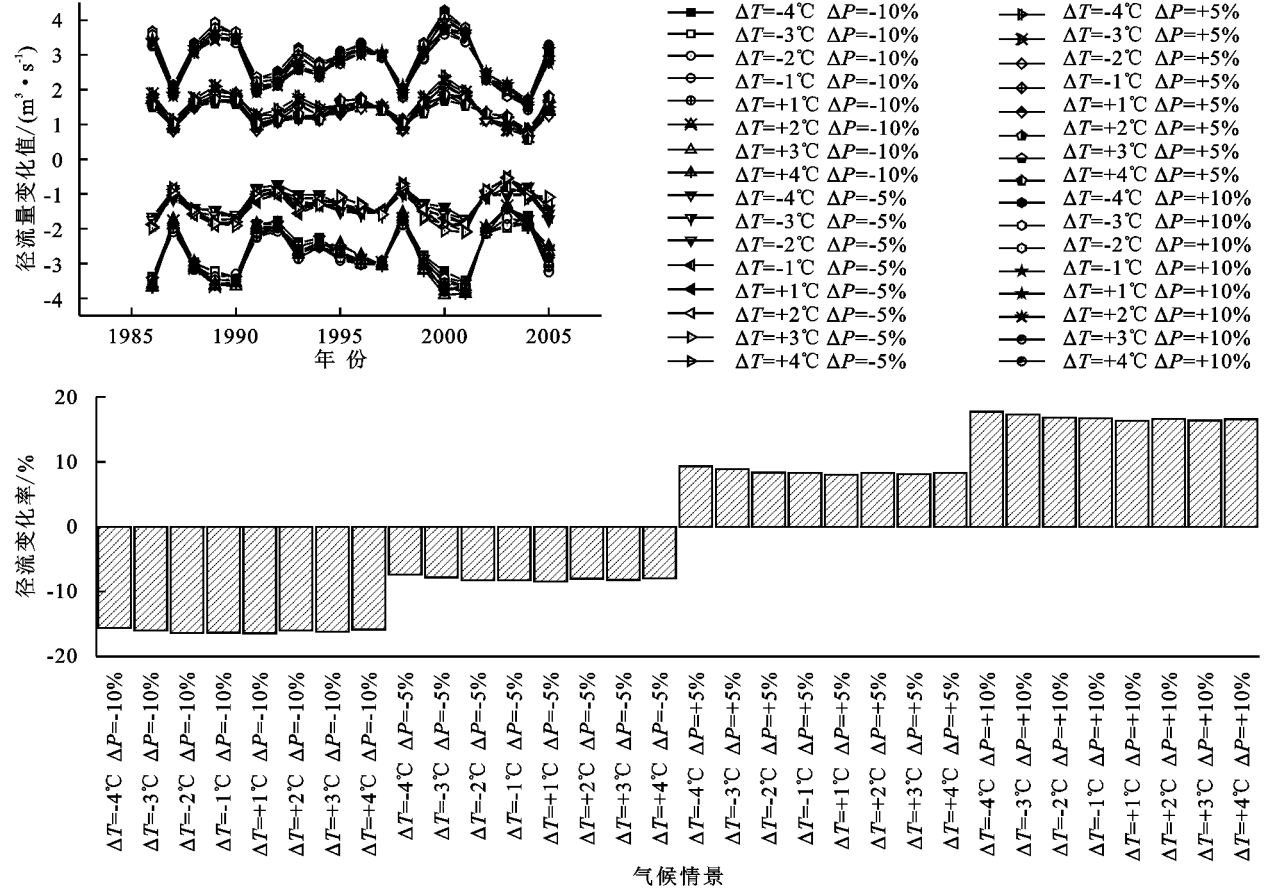 径流量变化值/(m³·s⁻¹)
4
3
2
1
0
-1
-2
-3
-4
1985 1990 1995 2000 2005
年 份
ΔT=-4℃ ΔP=-10%
ΔT=-3℃ ΔP=-10%
ΔT=-2℃ ΔP=-10%
ΔT=-1℃ ΔP=-10%
ΔT=+1℃ ΔP=-10%
ΔT=+2℃ ΔP=-10%
ΔT=+3℃ ΔP=-10%
ΔT=+4℃ ΔP=-10%
ΔT=-4℃ ΔP=-5%
ΔT=-3℃ ΔP=-5%
ΔT=-2℃ ΔP=-5%
ΔT=-1℃ ΔP=-5%
ΔT=+1℃ ΔP=-5%
ΔT=+2℃ ΔP=-5%
ΔT=+3℃ ΔP=-5%
ΔT=+4℃ ΔP=-5%
ΔT=-4℃ ΔP=+5%
ΔT=-3℃ ΔP=+5%
ΔT=-2℃ ΔP=+5%
ΔT=-1℃ ΔP=+5%
ΔT=+1℃ ΔP=+5%
ΔT=+2℃ ΔP=+5%
ΔT=+3℃ ΔP=+5%
ΔT=+4℃ ΔP=+5%
ΔT=-4℃ ΔP=+10%
ΔT=-3℃ ΔP=+10%
ΔT=-2℃ ΔP=+10%
ΔT=-1℃ ΔP=+10%
ΔT=+1℃ ΔP=+10%
ΔT=+2℃ ΔP=+10%
ΔT=+3℃ ΔP=+10%
ΔT=+4℃ ΔP=+10%
径流变化率/%
20
10
0
-10
-20
ΔT=-4℃ ΔP=-10%
ΔT=-3℃ ΔP=-10%
ΔT=-2℃ ΔP=-10%
ΔT=-1℃ ΔP=-10%
ΔT=+1℃ ΔP=-10%
ΔT=+2℃ ΔP=-10%
ΔT=+3℃ ΔP=-10%
ΔT=+4℃ ΔP=-10%
ΔT=-4℃ ΔP=-5%
ΔT=-3℃ ΔP=-5%
ΔT=-2℃ ΔP=-5%
ΔT=-1℃ ΔP=-5%
ΔT=+1℃ ΔP=-5%
ΔT=+2℃ ΔP=-5%
ΔT=+3℃ ΔP=-5%
ΔT=+4℃ ΔP=-5%
ΔT=-4℃ ΔP=+5%
ΔT=-3℃ ΔP=+5%
ΔT=-2℃ ΔP=+5%
ΔT=-1℃ ΔP=+5%
ΔT=+1℃ ΔP=+5%
ΔT=+2℃ ΔP=+5%
ΔT=+3℃ ΔP=+5%
ΔT=+4℃ ΔP=+5%
ΔT=-4℃ ΔP=+10%
ΔT=-3℃ ΔP=+10%
ΔT=-2℃ ΔP=+10%
ΔT=-1℃ ΔP=+10%
ΔT=+1℃ ΔP=+10%
ΔT=+2℃ ΔP=+10%
ΔT=+3℃ ΔP=+10%
ΔT=+4℃ ΔP=+10%
气候情景